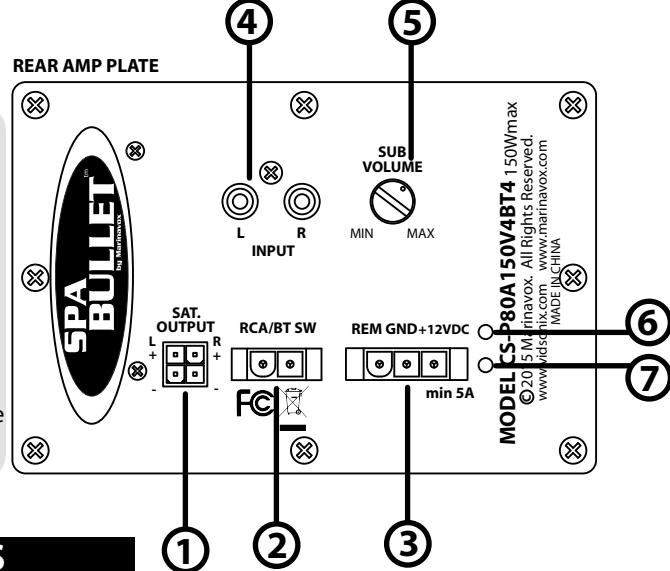 4
5
REAR AMP PLATE
SPA
BULLET
tm
by Marinavox
L
R
INPUT
SUB
VOLUME
MIN
MAX
MODEL CS-P80A150V4BT4 150Wmax
©2015 Marinavox. All Rights Reserved.
www.vidsonix.com www.marinavox.com
MADE IN CHINA
SAT.
OUTPUT
L
R
+
+
-
-
RCA/BT SW
REM GND+12VDC
min 5A
FC
6
7
1
2
3
S